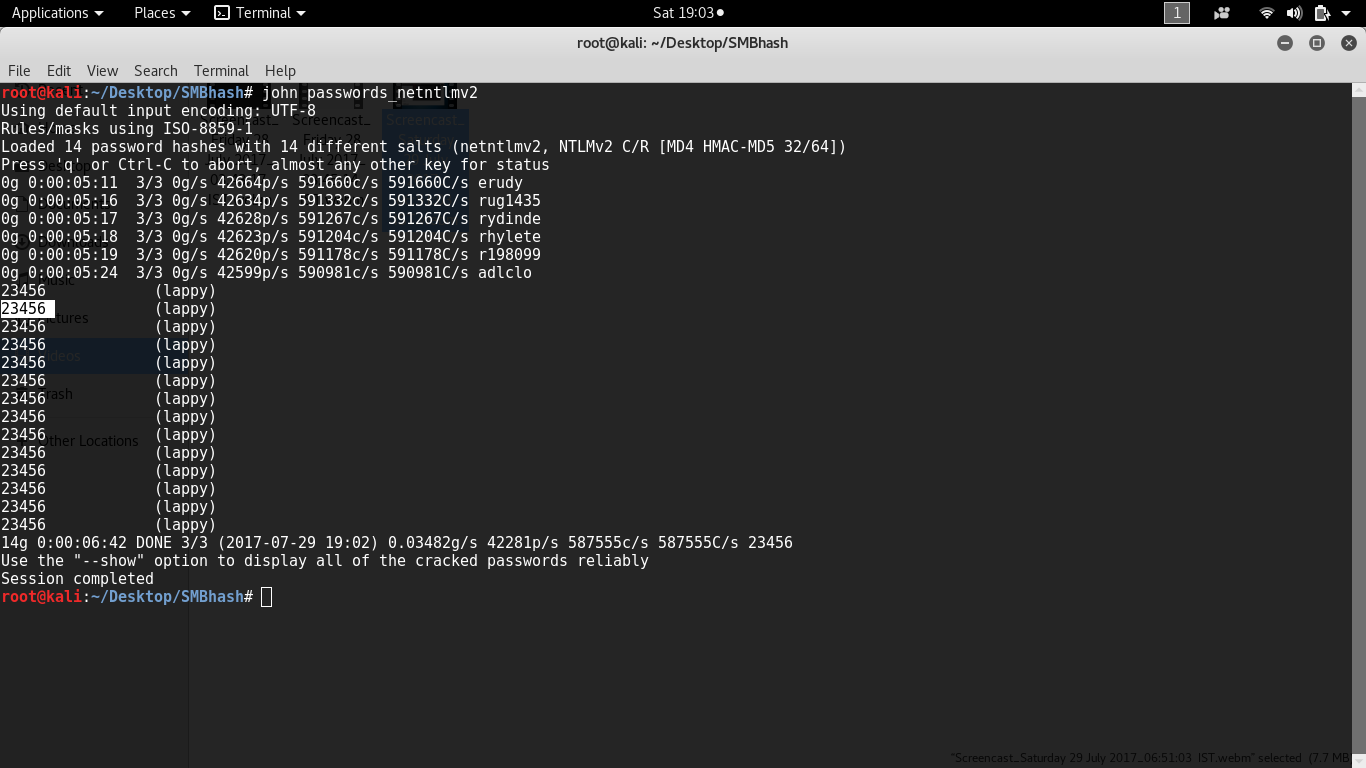 Applications Places Terminal Sat 19:03 1
root@kali: ~/Desktop/SMBhash
File Edit View Search Terminal Help
root@kali:~/Desktop/SMBhash# john passwords_netntlmv2
Using default input encoding: UTF-8
Rules/masks using ISO-8859-1
Loaded 14 password hashes with 14 different salts (netntlmv2, NTLMv2 C/R [MD4 HMAC-MD5 32/64])
Press 'q' or Ctrl-C to abort, almost any other key for status
0g 0:00:05:11  3/3 0g/s 42664p/s 591660c/s 591660C/s erudy
0g 0:00:05:16  3/3 0g/s 42634p/s 591332c/s 591332C/s rug1435
0g 0:00:05:17  3/3 0g/s 42628p/s 591267c/s 591267C/s rydinde
0g 0:00:05:18  3/3 0g/s 42623p/s 591204c/s 591204C/s rhylete
0g 0:00:05:19  3/3 0g/s 42620p/s 591178c/s 591178C/s r198099
0g 0:00:05:24  3/3 0g/s 42599p/s 590981c/s 590981C/s adlclo
23456            (lappy)
23456            (lappy)
23456            (lappy)
23456            (lappy)
23456            (lappy)
23456            (lappy)
23456            (lappy)
23456            (lappy)
23456            (lappy)
23456            (lappy)
23456            (lappy)
23456            (lappy)
23456            (lappy)
23456            (lappy)
14g 0:00:06:42 DONE 3/3 (2017-07-29 19:02) 0.03482g/s 42281p/s 587555c/s 587555C/s 23456
Use the "--show" option to display all of the cracked passwords reliably
Session completed
root@kali:~/Desktop/SMBhash#
Other Locations
"Screencast_Saturday 29 July 2017_06:51:03 IST.webm" selected (7.7 MB